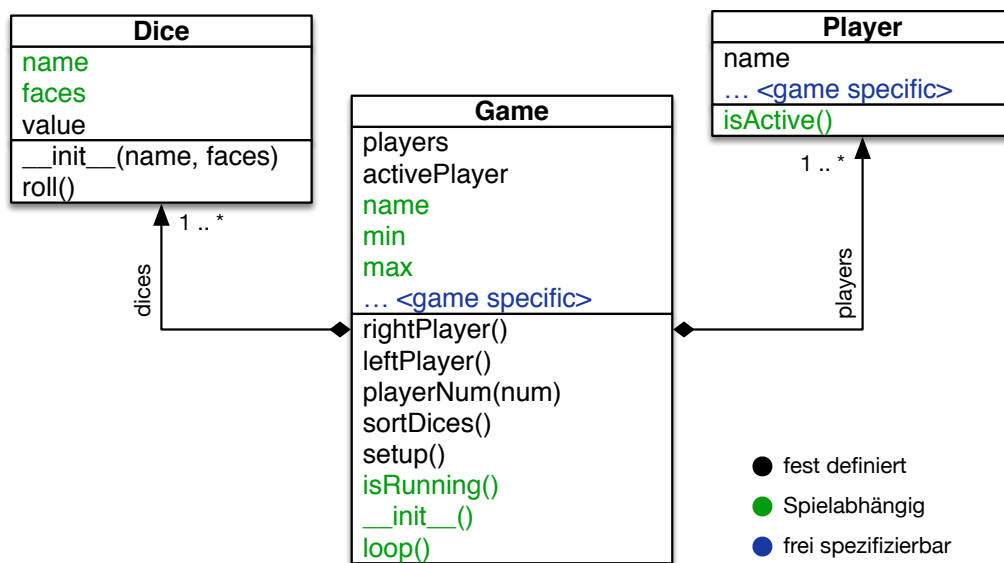 Dice
name
faces
value
__init__(name, faces)
roll()
1 .. *
dices
Game
players
activePlayer
name
min
max
... <game specific>
rightPlayer()
leftPlayer()
playerNum(num)
sortDices()
setup()
isRunning()
__init__()
loop()
Player
name
... <game specific>
isActive()
1 .. *
players
fest definiert
Spielabhängig
frei spezifizierbar